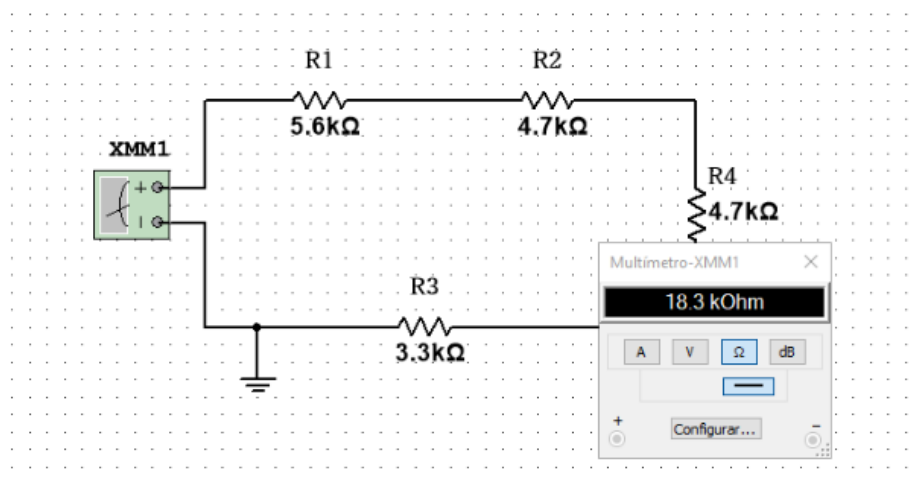 R1
R2
5.6kΩ
4.7kΩ
XMM1
R4
4.7kΩ
R3
3.3kΩ
Multímetro-XMM1
18.3 kOhm
A V Ω dB
+ -
Configurar...